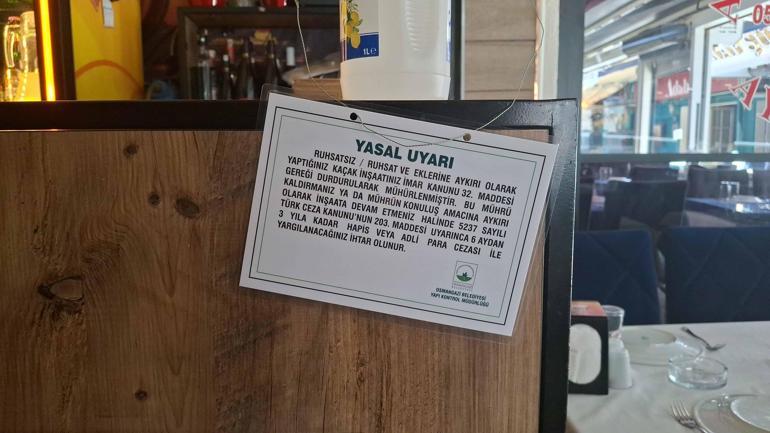 1L e
YASAL UYARI
RUHSATSIZ / RUHSAT VE EKLERİNE AYKIRI OLARAK
YAPTIĞINIZ KAÇAK İNŞAATINIZ İMAR KANUNU 32. MADDESİ
GEREĞİ DURDURULARAK MÜHÜRLENMİŞTİR. BU MÜHRÜ
KALDIRMANIZ YA DA MÜHRÜN KONULUŞ AMACINA AYKIRI
OLARAK İNŞAATA DEVAM ETMENİZ HALİNDE 5237 SAYILI
TÜRK CEZA KANUNU'NUN 203. MADDESİ UYARINCA 6 AYDAN
3 YILA KADAR HAPİS VEYA ADLİ PARA CEZASI İLE
YARGILANACAĞINIZ İHTAR OLUNUR.
OSMANGAZİ BELEDİYESİ
YAPI KONTROL MÜDÜRLÜĞÜ
05